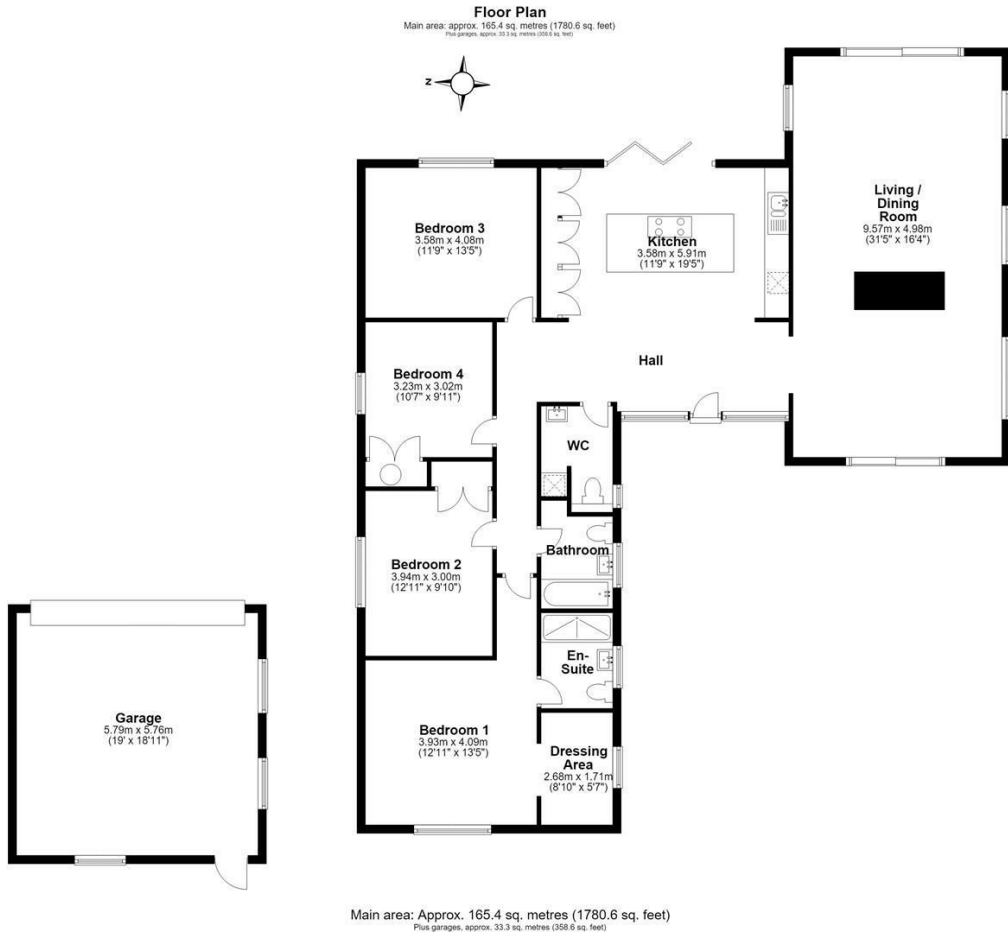 Floor Plan
Main area: approx. 165.4 sq. metres (1780.6 sq. feet)
Plus garages, approx. 33.3 sq. metres (358.6 sq. feet)
z
Living /
Dining
Room
9.57m x 4.98m
(31'5" x 16'4")
Bedroom 3
3.58m x 4.08m
(11'9" x 13'5")
Kitchen
3.58m x 5.91m
(11'9" x 19'5")
Hall
Bedroom 4
3.23m x 3.02m
(10'7" x 9'11")
WC
Bathroom
Bedroom 2
3.94m x 3.00m
(12'11" x 9'10")
En-
Suite
Garage
5.79m x 5.76m
(19' x 18'11")
Bedroom 1
3.93m x 4.09m
(12'11" x 13'5")
Dressing
Area
2.68m x 1.71m
(8'10" x 5'7")
Main area: Approx. 165.4 sq. metres (1780.6 sq. feet)
Plus garages, approx. 33.3 sq. metres (358.6 sq. feet)